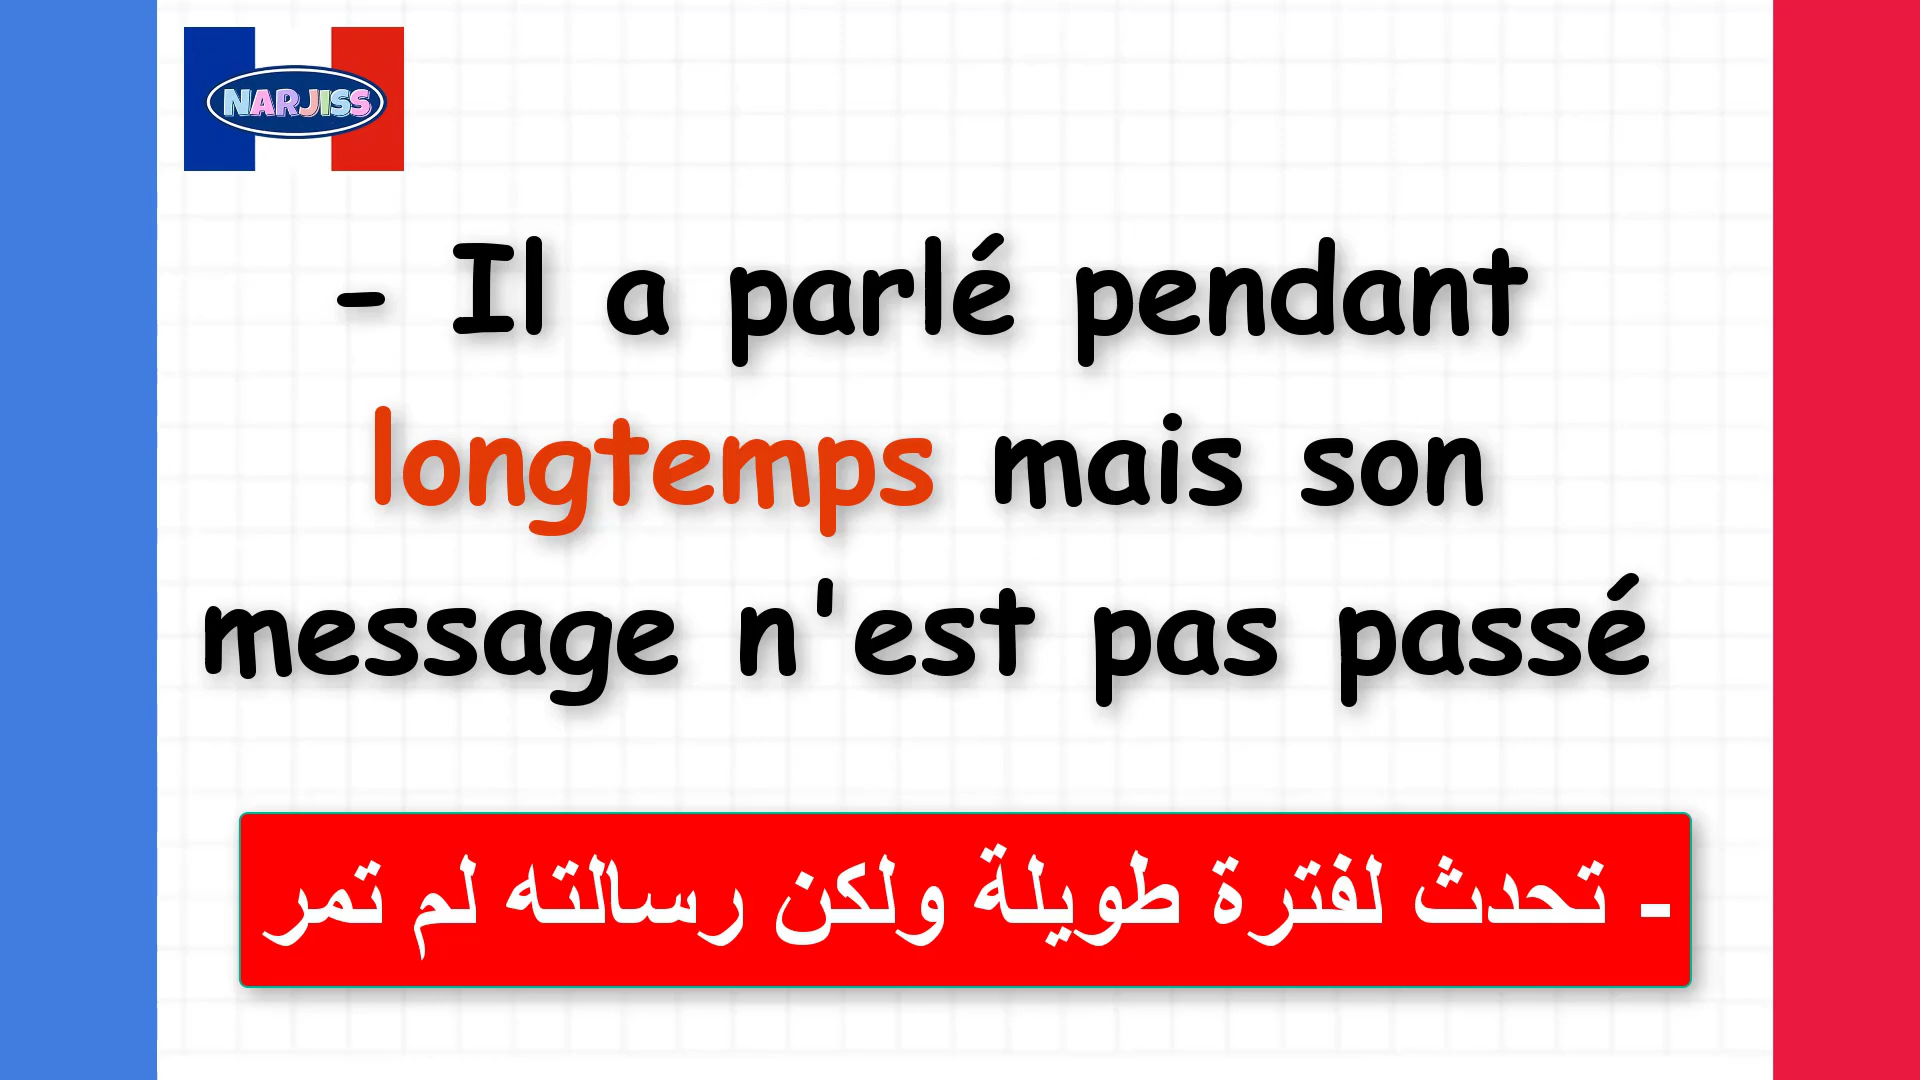 NARJISS
- Il a parlé pendant
longtemps mais son
message n'est pas passé
- تحدث لفترة طويلة ولكن رسالته لم تمر